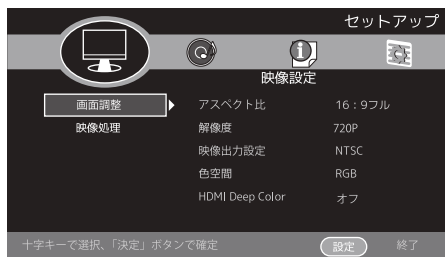 セットアップ
映像設定
画面調整
映像処理
アスペクト比 16：9フル
解像度 720P
映像出力設定 NTSC
色空間 RGB
HDMI Deep Color オフ
十字キーで選択、「決定」ボタンで確定 設定 終了